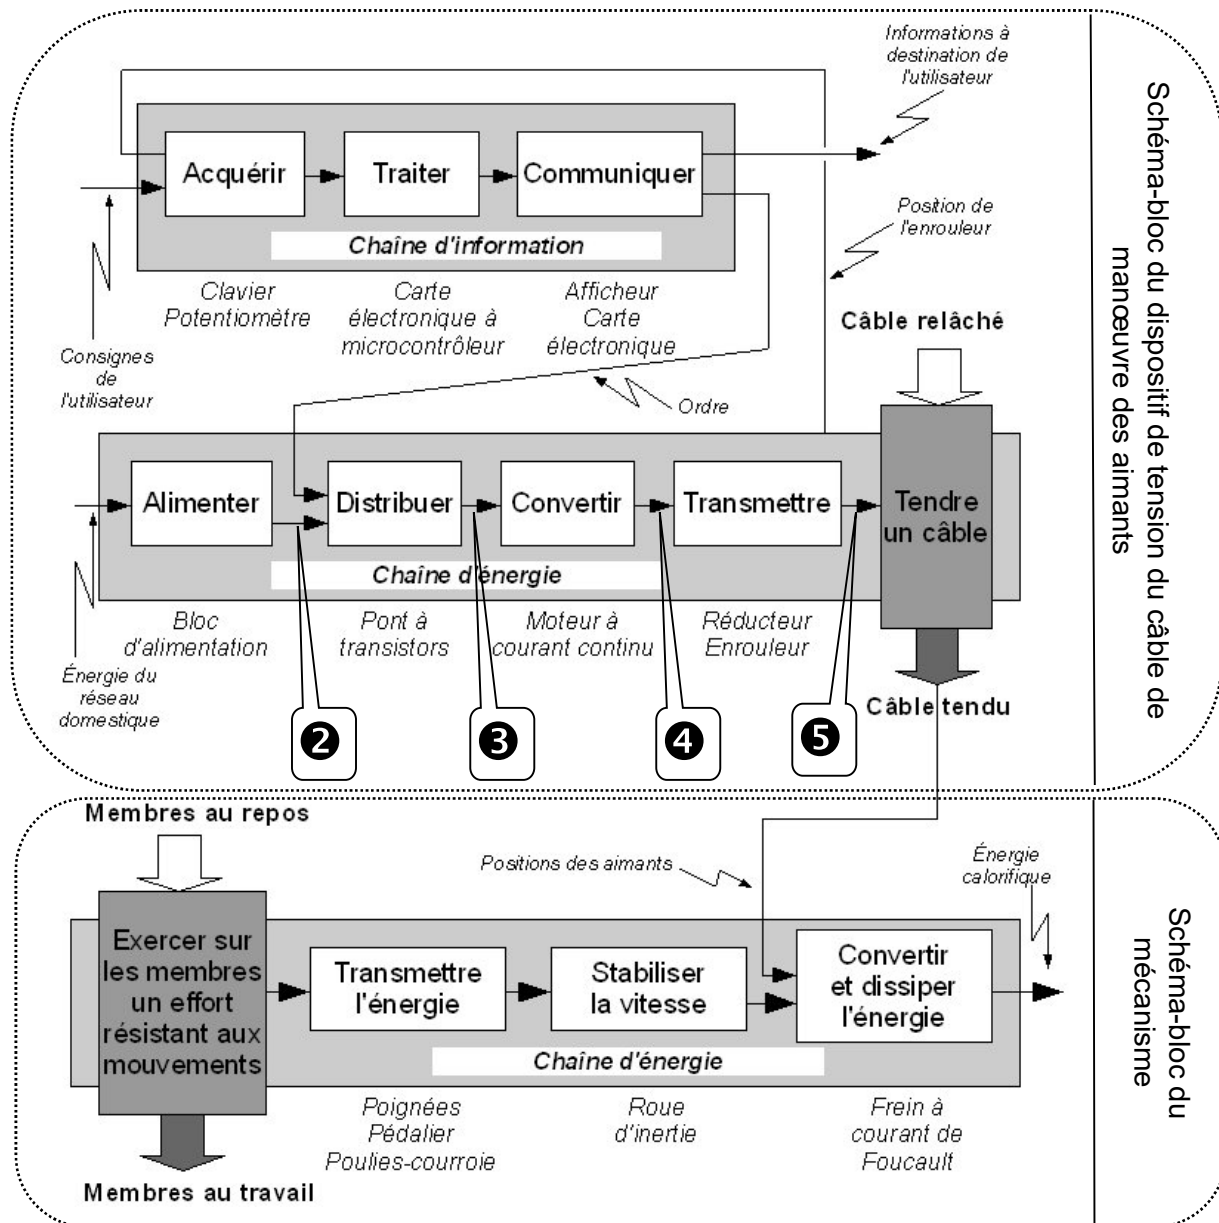 Informations à
destination de
l'utilisateur
Acquérir
Traiter
Communiquer
Chaîne d'information
Position de
l'enrouleur
Clavier
Potentiomètre
Carte
électronique à
microcontrôleur
Afficheur
Carte
électronique
Consignes
de
l'utilisateur
Ordre
Câble relâché
Alimenter
Distribuer
Convertir
Transmettre
Tendre
un câble
Chaîne d'énergie
Bloc
d'alimentation
Pont à
transistors
Moteur à
courant continu
Réducteur
Enrouleur
Énergie du
réseau
domestique
2
3
4
5
Câble tendu
Schéma-bloc du dispositif de tension du câble de
manœuvre des aimants
Membres au repos
Positions des aimants
Énergie
calorifique
Exercer sur
les membres
un effort
résistant aux
mouvements
Transmettre
l'énergie
Stabiliser
la vitesse
Convertir
et dissiper
l'énergie
Chaîne d'énergie
Poignées
Pédalier
Poulies-courroie
Roue
d'inertie
Frein à
courant de
Foucault
Membres au travail
Schéma-bloc du
mécanisme